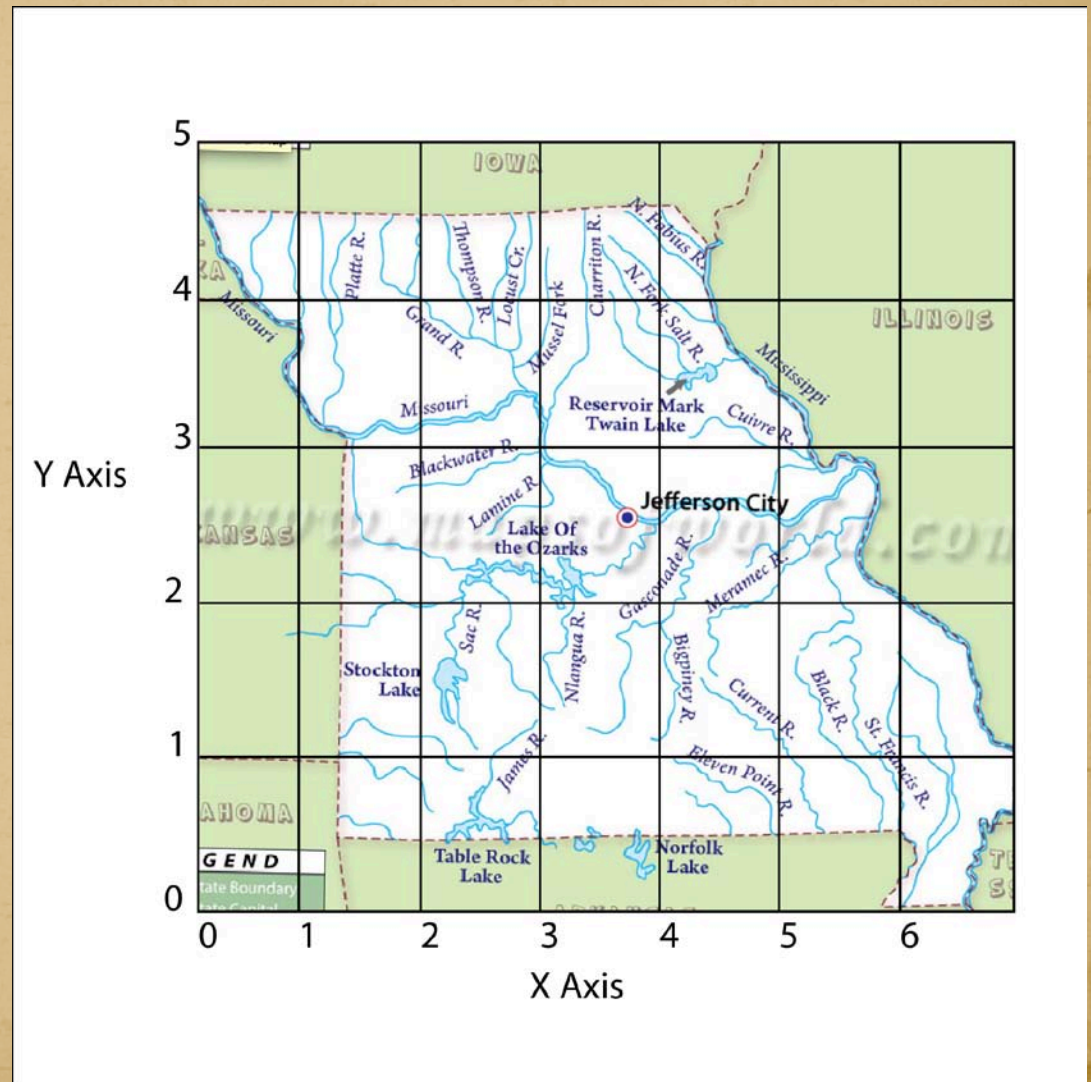 5
IOWA
N. Fabius R.
Platte R.
Thompson R.
Locust Cr.
Charriton R.
4
Missouri
Grand R.
Mussel Fork
N. Fork Salt R.
ILLINOIS
Mississippi
Missouri
Reservoir Mark
Twain Lake
Cuivre R.
3
Blackwater R.
Y Axis
Lamine R
Jefferson City
Lake Of
the Ozarks
Gasconade R.
Meramec R.
2
Sac R.
Nlangua R.
Bigpiney R.
Stockton
Lake
Current R.
Black R.
St. Francis R.
1
James R.
Eleven Point R.
AHOMA
GEND
Table Rock
Lake
Norfolk
Lake
tate Boundary
0
0 1 2 3 4 5 6
X Axis